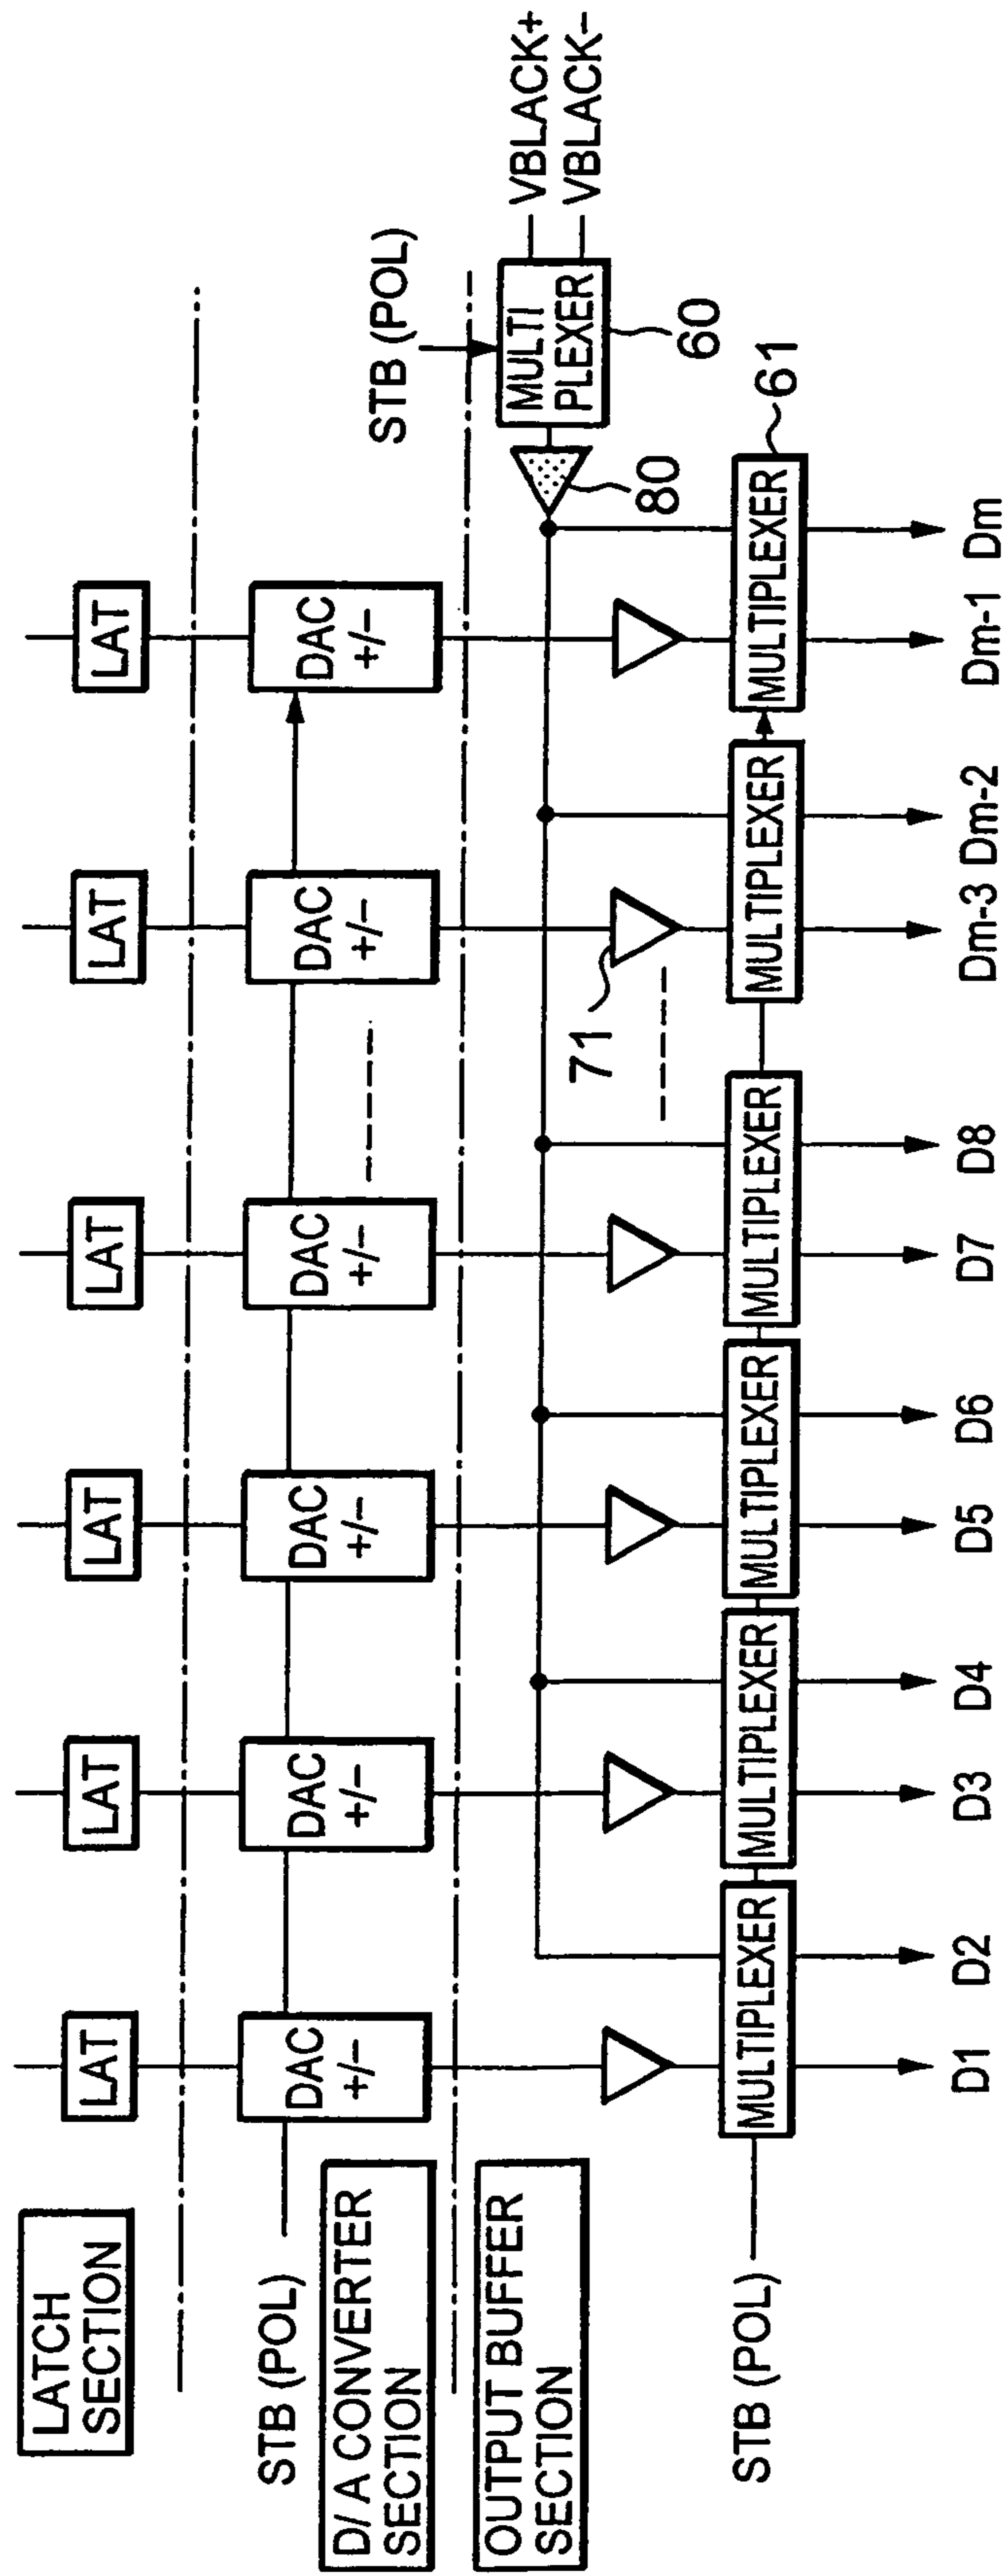 LATCH
SECTION
LAT
LAT
LAT
LAT
LAT
LAT
STB (POL)
DAC
+/-
DAC
+/-
DAC
+/-
DAC
+/-
DAC
+/-
DAC
+/-
D/A CONVERTER
SECTION
STB (POL)
OUTPUT BUFFER
SECTION
MULTI
PLEXER
VBLACK+
VBLACK-
60
80
71
61
STB (POL)
MULTIPLEXER
MULTIPLEXER
MULTIPLEXER
MULTIPLEXER
MULTIPLEXER
MULTIPLEXER
D1
D2
D3
D4
D5
D6
D7
D8
Dm-3
Dm-2
Dm-1
Dm